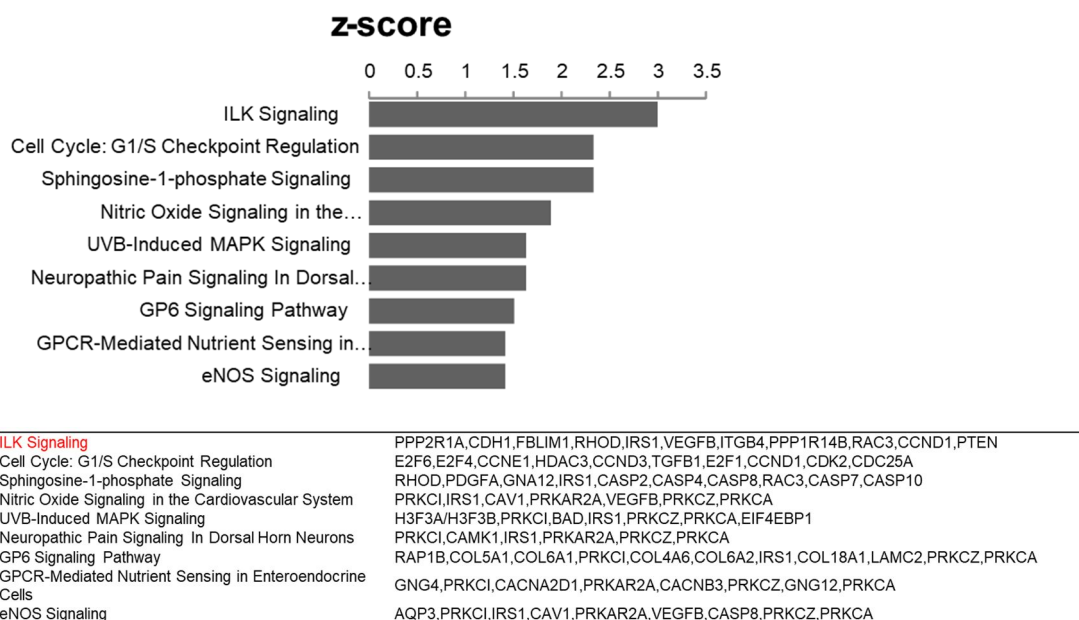 z-score
0 0.5 1 1.5 2 2.5 3 3.5
ILK Signaling
Cell Cycle: G1/S Checkpoint Regulation
Sphingosine-1-phosphate Signaling
Nitric Oxide Signaling in the…
UVB-Induced MAPK Signaling
Neuropathic Pain Signaling In Dorsal…
GP6 Signaling Pathway
GPCR-Mediated Nutrient Sensing in…
eNOS Signaling
ILK Signaling PPP2R1A,CDH1,FBLIM1,RHOD,IRS1,VEGFB,ITGB4,PPP1R14B,RAC3,CCND1,PTEN
Cell Cycle: G1/S Checkpoint Regulation E2F6,E2F4,CCNE1,HDAC3,CCND3,TGFB1,E2F1,CCND1,CDK2,CDC25A
Sphingosine-1-phosphate Signaling RHOD,PDGFA,GNA12,IRS1,CASP2,CASP4,CASP8,RAC3,CASP7,CASP10
Nitric Oxide Signaling in the Cardiovascular System PRKCI,IRS1,CAV1,PRKAR2A,VEGFB,PRKCZ,PRKCA
UVB-Induced MAPK Signaling H3F3A/H3F3B,PRKCI,BAD,IRS1,PRKCZ,PRKCA,EIF4EBP1
Neuropathic Pain Signaling In Dorsal Horn Neurons PRKCI,CAMK1,IRS1,PRKAR2A,PRKCZ,PRKCA
GP6 Signaling Pathway RAP1B,COL5A1,COL6A1,PRKCI,COL4A6,COL6A2,IRS1,COL18A1,LAMC2,PRKCZ,PRKCA
GPCR-Mediated Nutrient Sensing in Enteroendocrine
Cells GNG4,PRKCI,CACNA2D1,PRKAR2A,CACNB3,PRKCZ,GNG12,PRKCA
eNOS Signaling AQP3,PRKCI,IRS1,CAV1,PRKAR2A,VEGFB,CASP8,PRKCZ,PRKCA